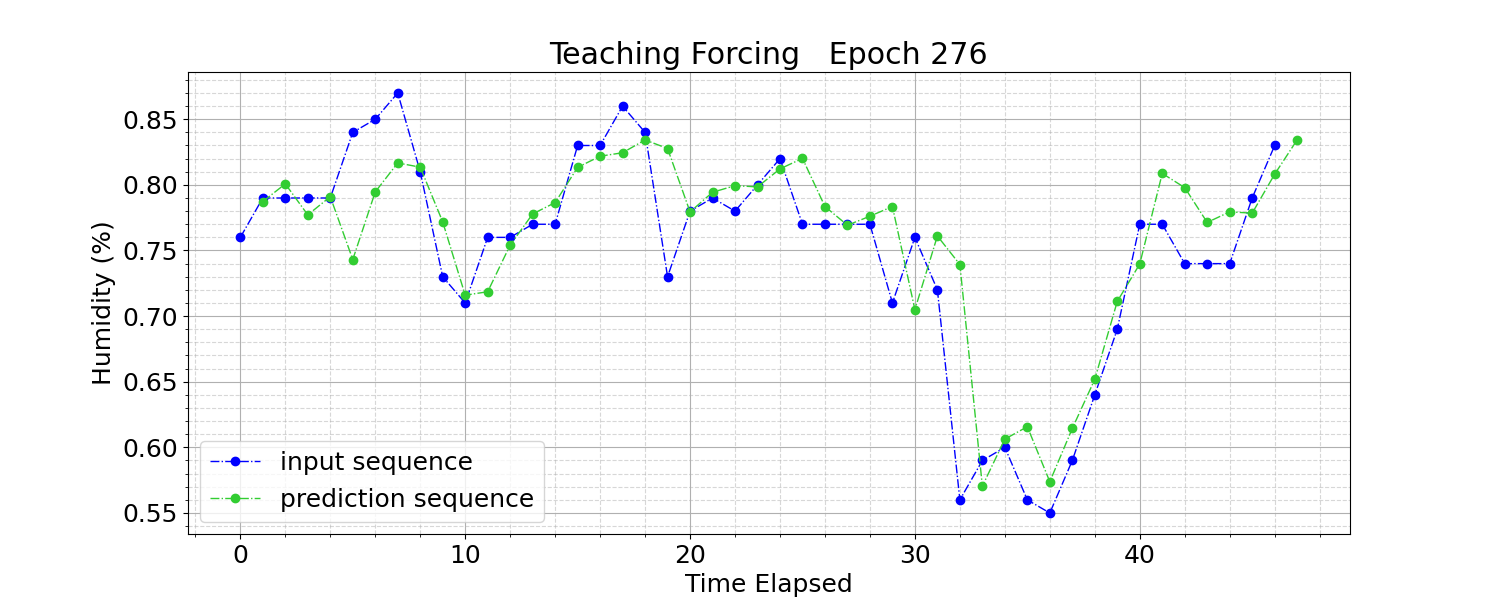 Teaching Forcing   Epoch 276
Humidity (%)
0.85
0.80
0.75
0.70
0.65
0.60
0.55
input sequence
prediction sequence
0 10 20 30 40
Time Elapsed